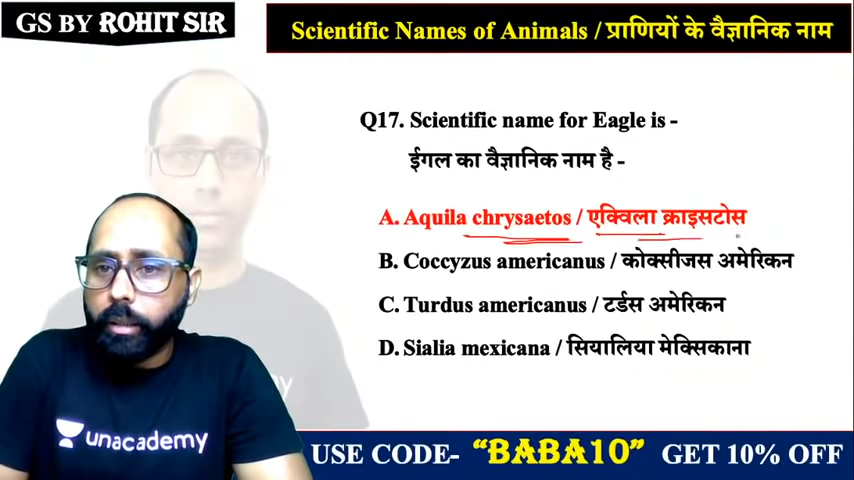 GS BY ROHIT SIR
Scientific Names of Animals / प्राणियों के वैज्ञानिक नाम
Q17. Scientific name for Eagle is -
ईगल का वैज्ञानिक नाम है -
A. Aquila chrysaetos / एक्विला क्राइसटोस
B. Coccyzus americanus / कोक्सीजस अमेरिकन
C. Turdus americanus / टर्डस अमेरिकन
D. Sialia mexicana / सियालिया मेक्सिकाना
unacademy
USE CODE- “BABA10” GET 10% OFF